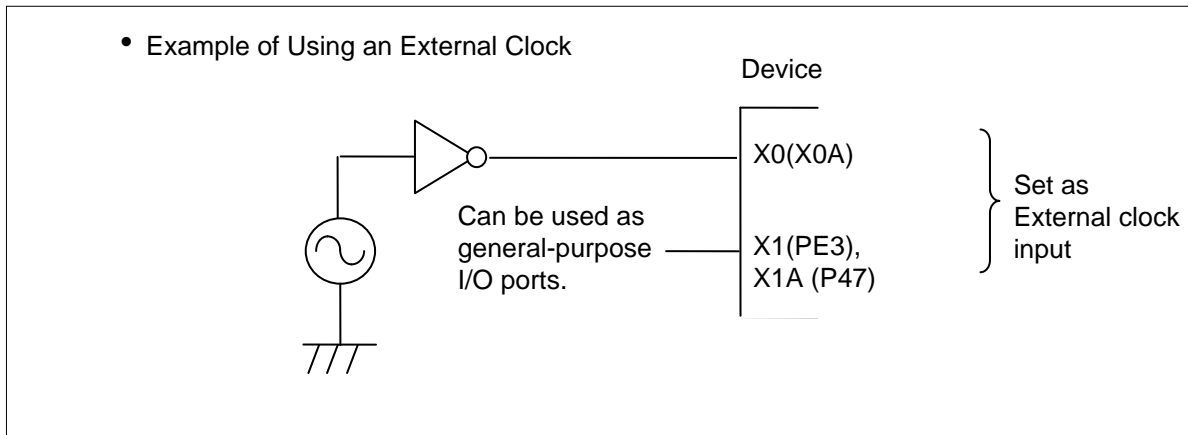 • Example of Using an External Clock
Device
X0(X0A)
Can be used as
general-purpose
I/O ports.
X1(PE3),
X1A (P47)
Set as
External clock
input